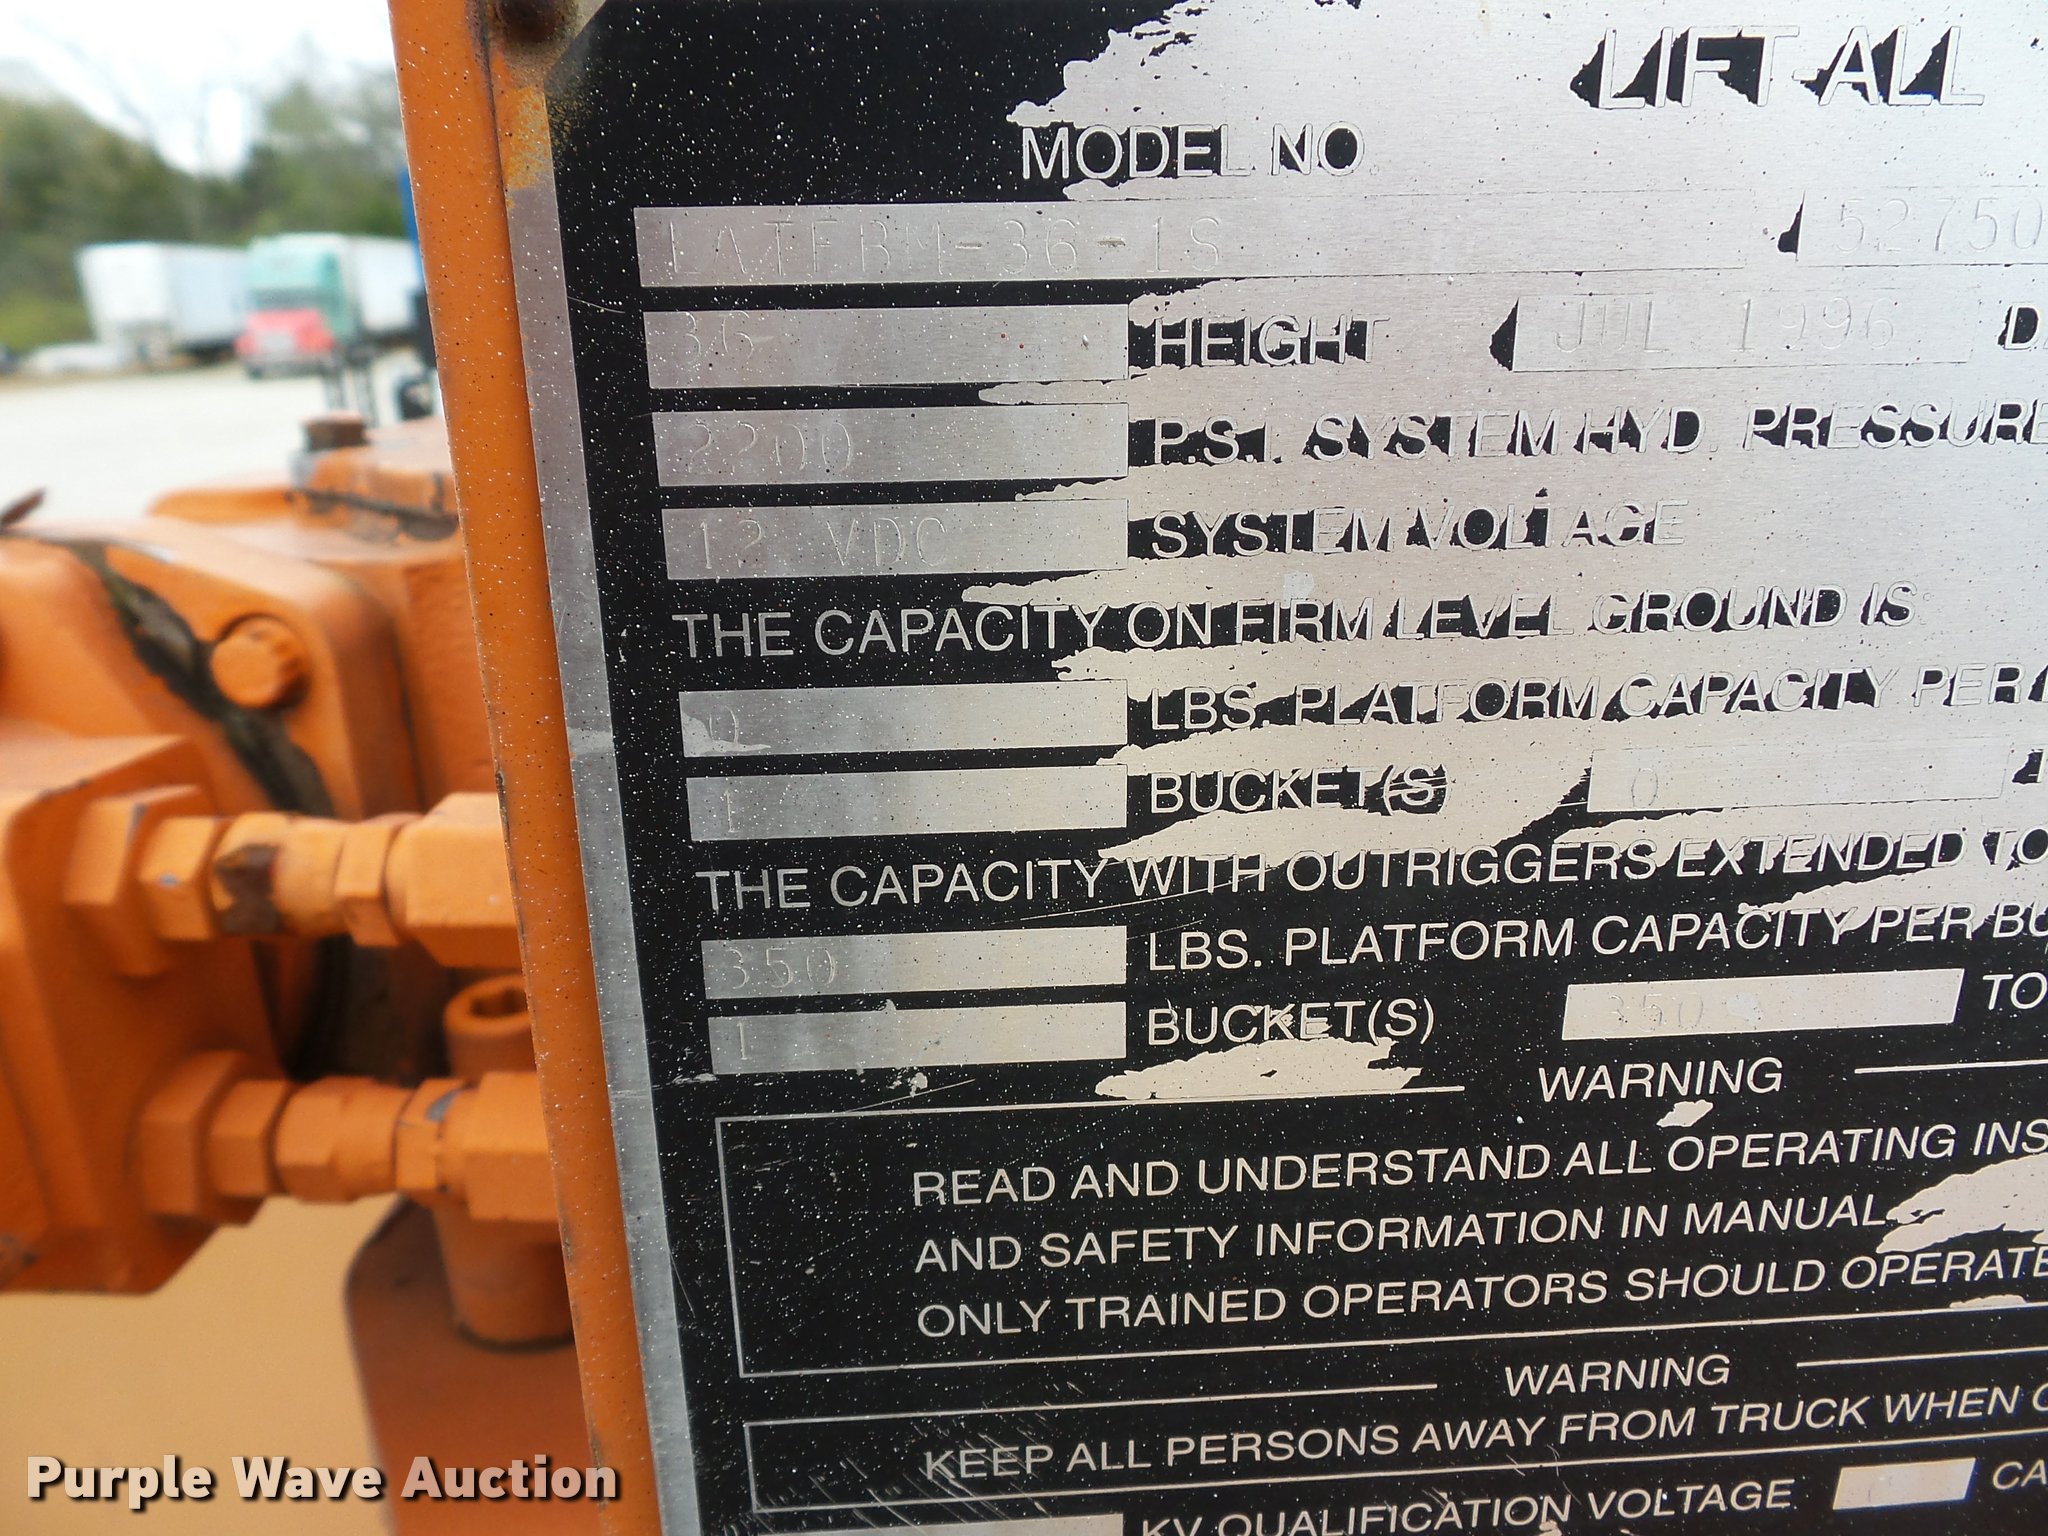 LIFT-ALL
MODEL NO.
LATFBM-36-1S 52750
36 HEIGHT JUL 1996
2200 P.S.I. SYSTEM HYD. PRESSURE
12 VDC SYSTEM VOLTAGE
THE CAPACITY ON FIRM LEVEL GROUND IS:
0 LBS. PLATFORM CAPACITY PER
1 BUCKET(S) 0
THE CAPACITY WITH OUTRIGGERS EXTENDED TO
350 LBS. PLATFORM CAPACITY PER BU
1 BUCKET(S) 350 TO
WARNING
READ AND UNDERSTAND ALL OPERATING INS
AND SAFETY INFORMATION IN MANUAL.
ONLY TRAINED OPERATORS SHOULD OPERATE
WARNING
KEEP ALL PERSONS AWAY FROM TRUCK WHEN O
KV QUALIFICATION VOLTAGE CA
Purple Wave Auction